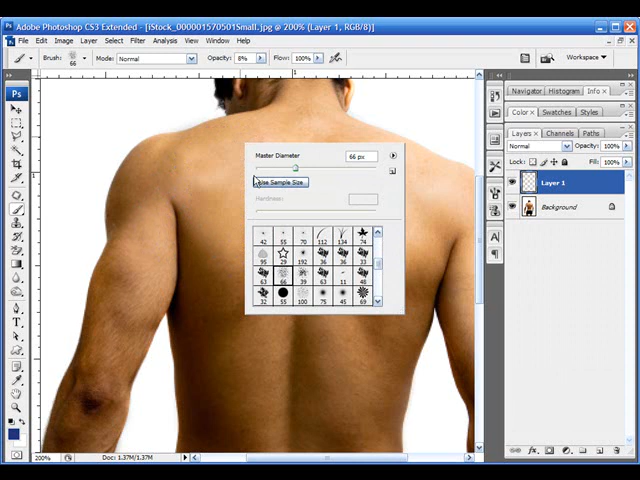 Adobe Photoshop CS3 Extended - [iStock_000001570501Small.jpg @ 200% (Layer 1, RGB/8)]
File Edit Image Layer Select Filter Analysis View Window Help
Brush: 66 Mode: Normal Opacity: 8% Flow: 100% Workspace
Ps
1
Navigator Histogram Info
Color Swatches Styles
Layers Channels Paths
Normal Opacity: 100%
Lock: Fill: 100%
Layer 1
Background
Master Diameter 66 px
Use Sample Size
Hardness:
42 55 70 112 134 74
95 29 192 36 36 33
63 66 39 63 11 48
32 55 100 75 45 69
200% Doc: 1.37M/1.37M